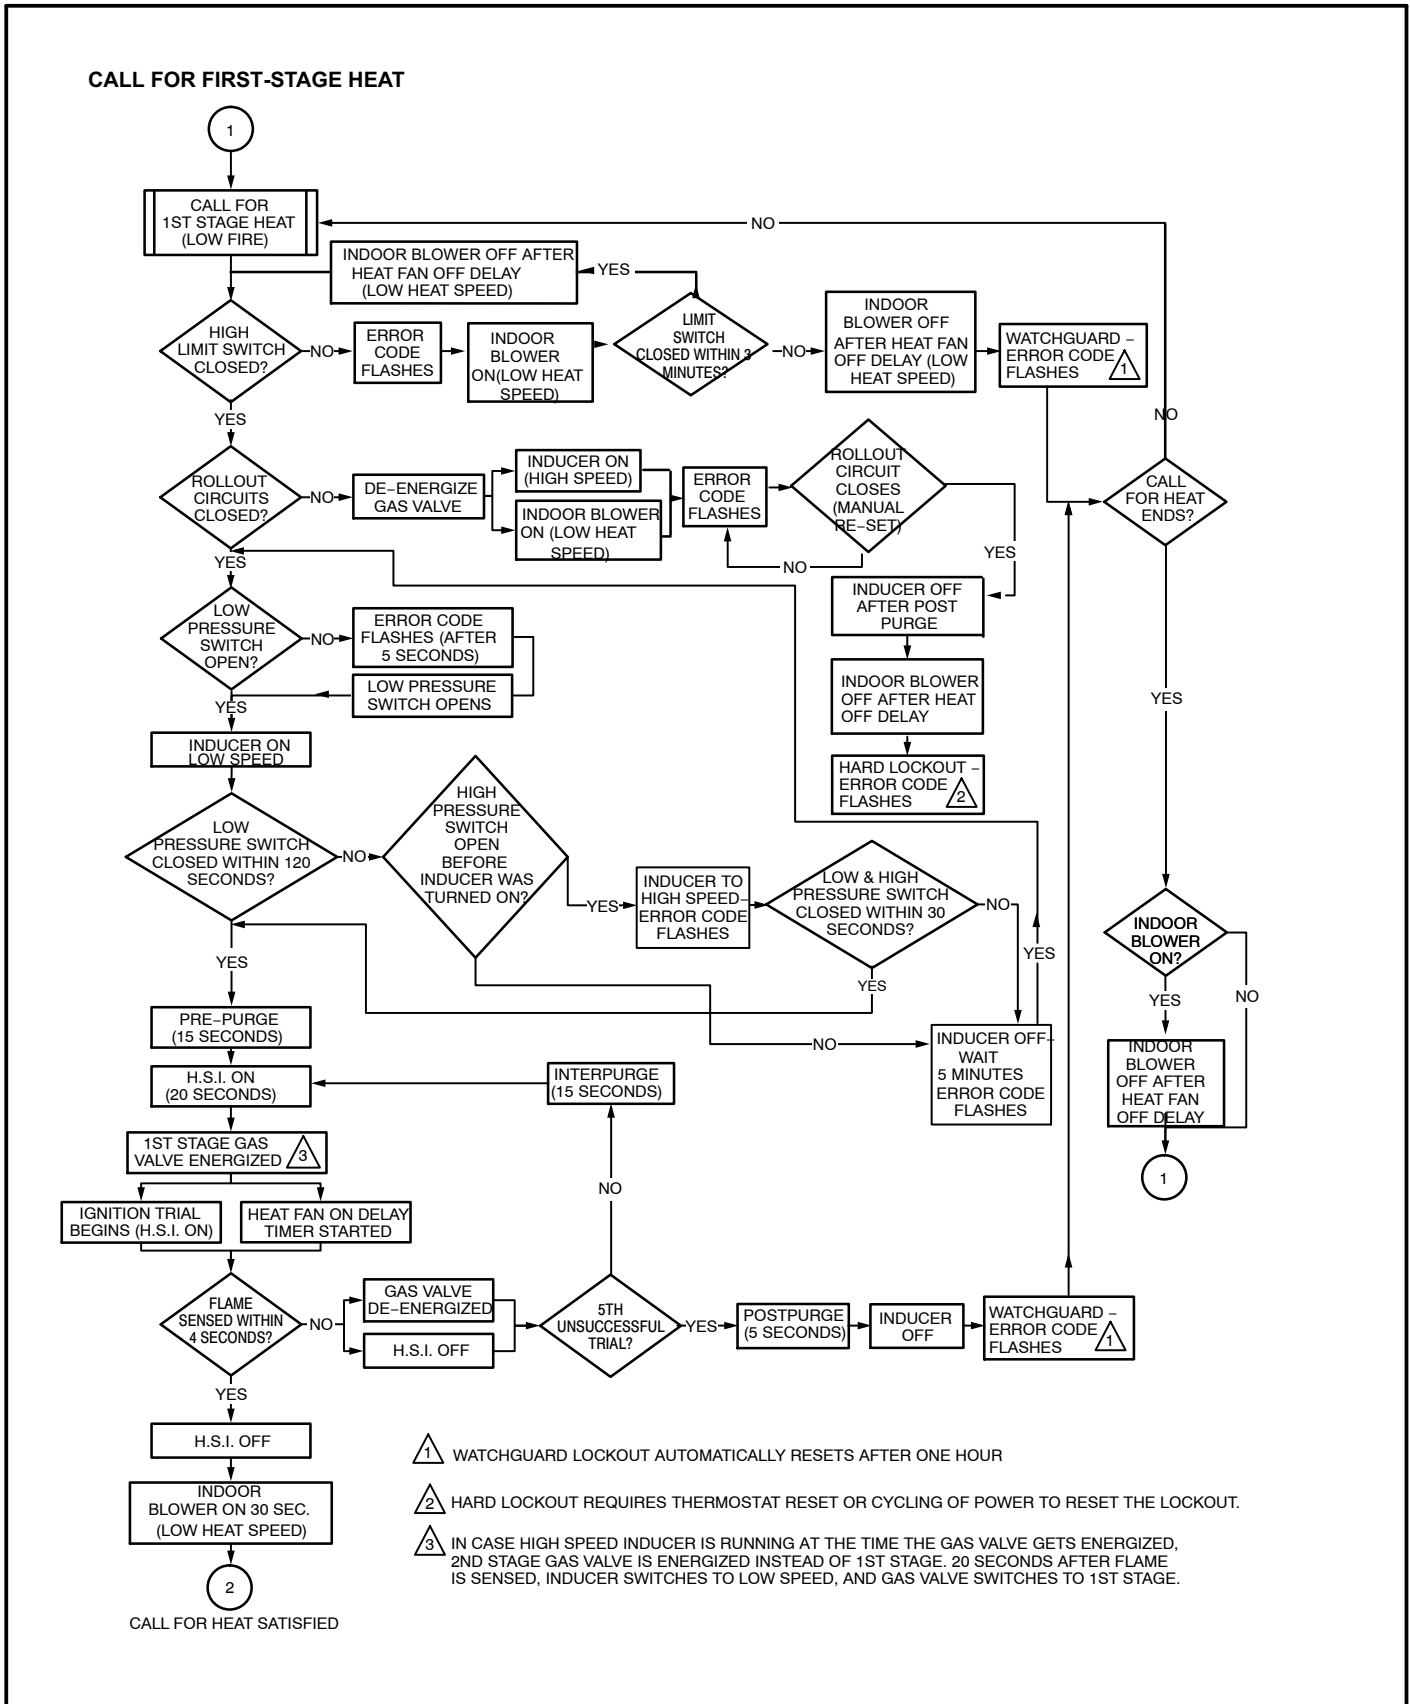 CALL FOR FIRST-STAGE HEAT
1
CALL FOR
1ST STAGE HEAT
(LOW FIRE)
NO
INDOOR BLOWER OFF AFTER
HEAT FAN OFF DELAY
(LOW HEAT SPEED)
YES
HIGH
LIMIT SWITCH
CLOSED?
NO
ERROR
CODE
FLASHES
INDOOR
BLOWER
ON(LOW HEAT
SPEED)
LIMIT
SWITCH
CLOSED WITHIN 3
MINUTES?
NO
INDOOR
BLOWER OFF
AFTER HEAT FAN
OFF DELAY (LOW
HEAT SPEED)
WATCHGUARD –
ERROR CODE
FLASHES
1
NO
YES
ROLLOUT
CIRCUITS
CLOSED?
NO
DE–ENERGIZE
GAS VALVE
INDUCER ON
(HIGH SPEED)
INDOOR BLOWER
ON (LOW HEAT
SPEED)
ERROR
CODE
FLASHES
ROLLOUT
CIRCUIT
CLOSES
(MANUAL
RE–SET)
NO
YES
CALL
FOR HEAT
ENDS?
YES
INDUCER OFF
AFTER POST
PURGE
LOW
PRESSURE
SWITCH
OPEN?
NO
ERROR CODE
FLASHES (AFTER
5 SECONDS)
LOW PRESSURE
SWITCH OPENS
INDOOR BLOWER
OFF AFTER HEAT
OFF DELAY
YES
YES
INDUCER ON
LOW SPEED
HARD LOCKOUT –
ERROR CODE
FLASHES
2
LOW
PRESSURE SWITCH
CLOSED WITHIN 120
SECONDS?
NO
HIGH
PRESSURE
SWITCH
OPEN
BEFORE
INDUCER WAS
TURNED ON?
YES
INDUCER TO
HIGH SPEED–
ERROR CODE
FLASHES
LOW & HIGH
PRESSURE SWITCH
CLOSED WITHIN 30
SECONDS?
NO
YES
YES
YES
INDOOR
BLOWER
ON?
YES
NO
PRE–PURGE
(15 SECONDS)
NO
INDUCER OFF–
WAIT
5 MINUTES
ERROR CODE
FLASHES
INDOOR
BLOWER
OFF AFTER
HEAT FAN
OFF DELAY
1
H.S.I. ON
(20 SECONDS)
INTERPURGE
(15 SECONDS)
1ST STAGE GAS
VALVE ENERGIZED
3
NO
IGNITION TRIAL
BEGINS (H.S.I. ON)
HEAT FAN ON DELAY
TIMER STARTED
FLAME
SENSED WITHIN
4 SECONDS?
NO
GAS VALVE
DE–ENERGIZED
H.S.I. OFF
5TH
UNSUCCESSFUL
TRIAL?
YES
POSTPURGE
(5 SECONDS)
INDUCER
OFF
WATCHGUARD –
ERROR CODE
FLASHES
1
YES
H.S.I. OFF
INDOOR
BLOWER ON 30 SEC.
(LOW HEAT SPEED)
2
CALL FOR HEAT SATISFIED
1 WATCHGUARD LOCKOUT AUTOMATICALLY RESETS AFTER ONE HOUR
2 HARD LOCKOUT REQUIRES THERMOSTAT RESET OR CYCLING OF POWER TO RESET THE LOCKOUT.
3 IN CASE HIGH SPEED INDUCER IS RUNNING AT THE TIME THE GAS VALVE GETS ENERGIZED,
2ND STAGE GAS VALVE IS ENERGIZED INSTEAD OF 1ST STAGE. 20 SECONDS AFTER FLAME
IS SENSED, INDUCER SWITCHES TO LOW SPEED, AND GAS VALVE SWITCHES TO 1ST STAGE.